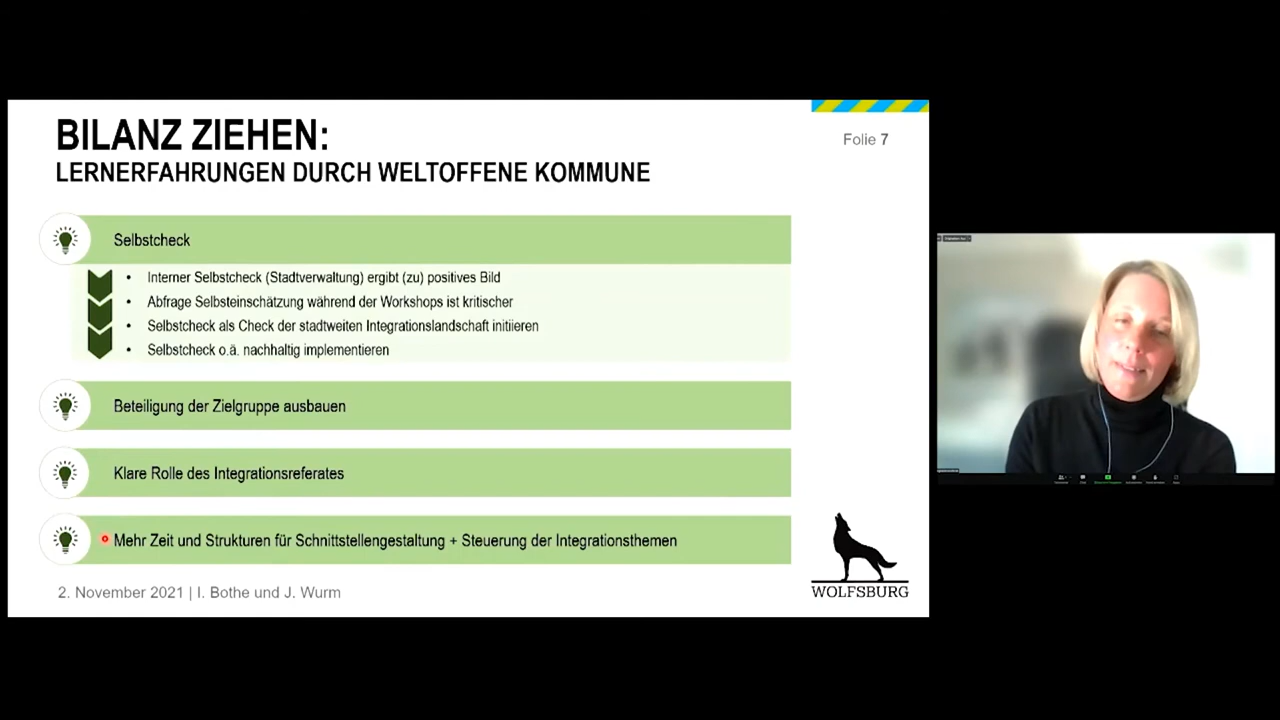 BILANZ ZIEHEN:
LERNERFAHRUNGEN DURCH WELTOFFENE KOMMUNE
Folie 7
Selbstcheck
• Interner Selbstcheck (Stadtverwaltung) ergibt (zu) positives Bild
• Abfrage Selbsteinschätzung während der Workshops ist kritischer
• Selbstcheck als Check der stadtweiten Integrationslandschaft initiieren
• Selbstcheck o.ä. nachhaltig implementieren
Beteiligung der Zielgruppe ausbauen
Klare Rolle des Integrationsreferates
Mehr Zeit und Strukturen für Schnittstellengestaltung + Steuerung der Integrationsthemen
2. November 2021 | I. Bothe und J. Wurm
WOLFSBURG